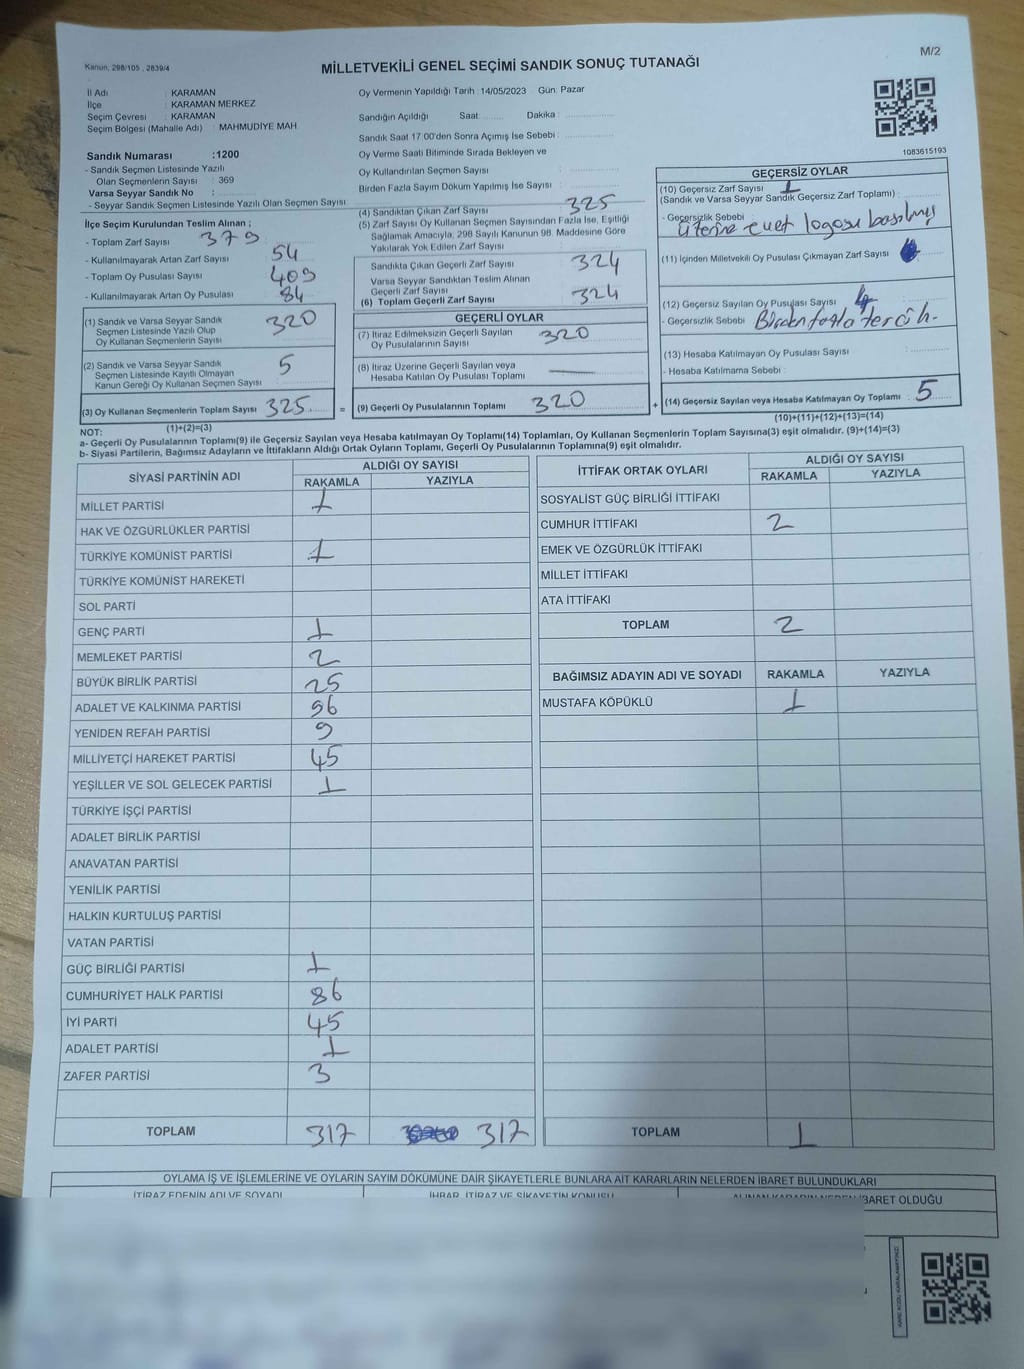 M/2
Kanun, 298/105 , 2839/4
MİLLETVEKİLİ GENEL SEÇİMİ SANDIK SONUÇ TUTANAĞI
İl Adı : KARAMAN
İlçe : KARAMAN MERKEZ
Seçim Çevresi : KARAMAN
Seçim Bölgesi (Mahalle Adı) : MAHMUDİYE MAH
Sandık Numarası :1200
- Sandık Seçmen Listesinde Yazılı
Olan Seçmenlerin Sayısı : 369
Varsa Seyyar Sandık No :
- Seyyar Sandık Seçmen Listesinde Yazılı Olan Seçmen Sayısı
İlçe Seçim Kurulundan Teslim Alınan ;
- Toplam Zarf Sayısı 379
- Kullanılmayarak Artan Zarf Sayısı 54
- Toplam Oy Pusulası Sayısı 409
- Kullanılmayarak Artan Oy Pusulası 84
(1) Sandık ve Varsa Seyyar Sandık
Seçmen Listesinde Yazılı Olup
Oy Kullanan Seçmenlerin Sayısı 320
(2) Sandık ve Varsa Seyyar Sandık
Seçmen Listesinde Kayıtlı Olmayan
Kanun Gereği Oy Kullanan Seçmen Sayısı 5
(3) Oy Kullanan Seçmenlerin Toplam Sayısı 325
Oy Vermenin Yapıldığı Tarih : 14/05/2023 Gün: Pazar
Sandığın Açıldığı Saat: Dakika :
Sandık Saat 17:00'den Sonra Açımış İse Sebebi :
Oy Verme Saati Bitiminde Sırada Bekleyen ve
Oy Kullandırılan Seçmen Sayısı :
Birden Fazla Sayım Döküm Yapılmış İse Sayısı :
(4) Sandıktan Çıkan Zarf Sayısı 325
(5) Zarf Sayısı Oy Kullanan Seçmen Sayısından Fazla İse, Eşitliği
Sağlamak Amacıyla, 298 Sayılı Kanunun 98. Maddesine Göre
Yakılarak Yok Edilen Zarf Sayısı :
Sandıkta Çıkan Geçerli Zarf Sayısı 324
Varsa Seyyar Sandıktan Teslim Alınan
Geçerli Zarf Sayısı
(6) Toplam Geçerli Zarf Sayısı 324
GEÇERLİ OYLAR
(7) İtiraz Edilmeksizin Geçerli Sayılan
Oy Pusulalarının Sayısı 320
(8) İtiraz Üzerine Geçerli Sayılan veya
Hesaba Katılan Oy Pusulası Toplamı
= (9) Geçerli Oy Pusulalarının Toplamı 320
1083615193
GEÇERSİZ OYLAR
(10) Geçersiz Zarf Sayısı 1
(Sandık ve Varsa Seyyar Sandık Geçersiz Zarf Toplamı) :
- Geçersizlik Sebebi
üzerine evet logosu basılmış
(11) İçinden Milletvekili Oy Pusulası Çıkmayan Zarf Sayısı
(12) Geçersiz Sayılan Oy Pusulası Sayısı 4
- Geçersizlik Sebebi Birden fazla tercih.
(13) Hesaba Katılmayan Oy Pusulası Sayısı :
- Hesaba Katılmama Sebebi :
+ (14) Geçersiz Sayılan veya Hesaba Katılmayan Oy Toplamı : 5
NOT: (1)+(2)=(3)
(10)+(11)+(12)+(13)=(14)
a- Geçerli Oy Pusulalarının Toplamı(9) ile Geçersiz Sayılan veya Hesaba katılmayan Oy Toplamı(14) Toplamları, Oy Kullanan Seçmenlerin Toplam Sayısına(3) eşit olmalıdır. (9)+(14)=(3)
b- Siyasi Partilerin, Bağımsız Adayların ve İttifakların Aldığı Ortak Oyların Toplamı, Geçerli Oy Pusulalarının Toplamına(9) eşit olmalıdır.
SİYASİ PARTİNİN ADI ALDIĞI OY SAYISI
RAKAMLA YAZIYLA
MİLLET PARTİSİ 1
HAK VE ÖZGÜRLÜKLER PARTİSİ
TÜRKİYE KOMÜNİST PARTİSİ 1
TÜRKİYE KOMÜNİST HAREKETİ
SOL PARTİ
GENÇ PARTİ 1
MEMLEKET PARTİSİ 2
BÜYÜK BİRLİK PARTİSİ 25
ADALET VE KALKINMA PARTİSİ 96
YENİDEN REFAH PARTİSİ 9
MİLLİYETÇİ HAREKET PARTİSİ 45
YEŞİLLER VE SOL GELECEK PARTİSİ 1
TÜRKİYE İŞÇİ PARTİSİ
ADALET BİRLİK PARTİSİ
ANAVATAN PARTİSİ
YENİLİK PARTİSİ
HALKIN KURTULUŞ PARTİSİ
VATAN PARTİSİ
GÜÇ BİRLİĞİ PARTİSİ 1
CUMHURİYET HALK PARTİSİ 86
İYİ PARTİ 45
ADALET PARTİSİ 1
ZAFER PARTİSİ 3
TOPLAM 317 317
İTTİFAK ORTAK OYLARI ALDIĞI OY SAYISI
RAKAMLA YAZIYLA
SOSYALİST GÜÇ BİRLİĞİ İTTİFAKI
CUMHUR İTTİFAKI 2
EMEK VE ÖZGÜRLÜK İTTİFAKI
MİLLET İTTİFAKI
ATA İTTİFAKI
TOPLAM 2
BAĞIMSIZ ADAYIN ADI VE SOYADI RAKAMLA YAZIYLA
MUSTAFA KÖPÜKLÜ 1
TOPLAM 1
OYLAMA İŞ VE İŞLEMLERİNE VE OYLARIN SAYIM DÖKÜMÜNE DAİR ŞİKAYETLERLE BUNLARA AİT KARARLARIN NELERDEN İBARET BULUNDUKLARI
İTİRAZ EDENİN ADI VE SOYADI İHBAR, İTİRAZ VE ŞİKAYETİN KONUSU ALINAN KARARIN NEDEN İBARET OLDUĞU